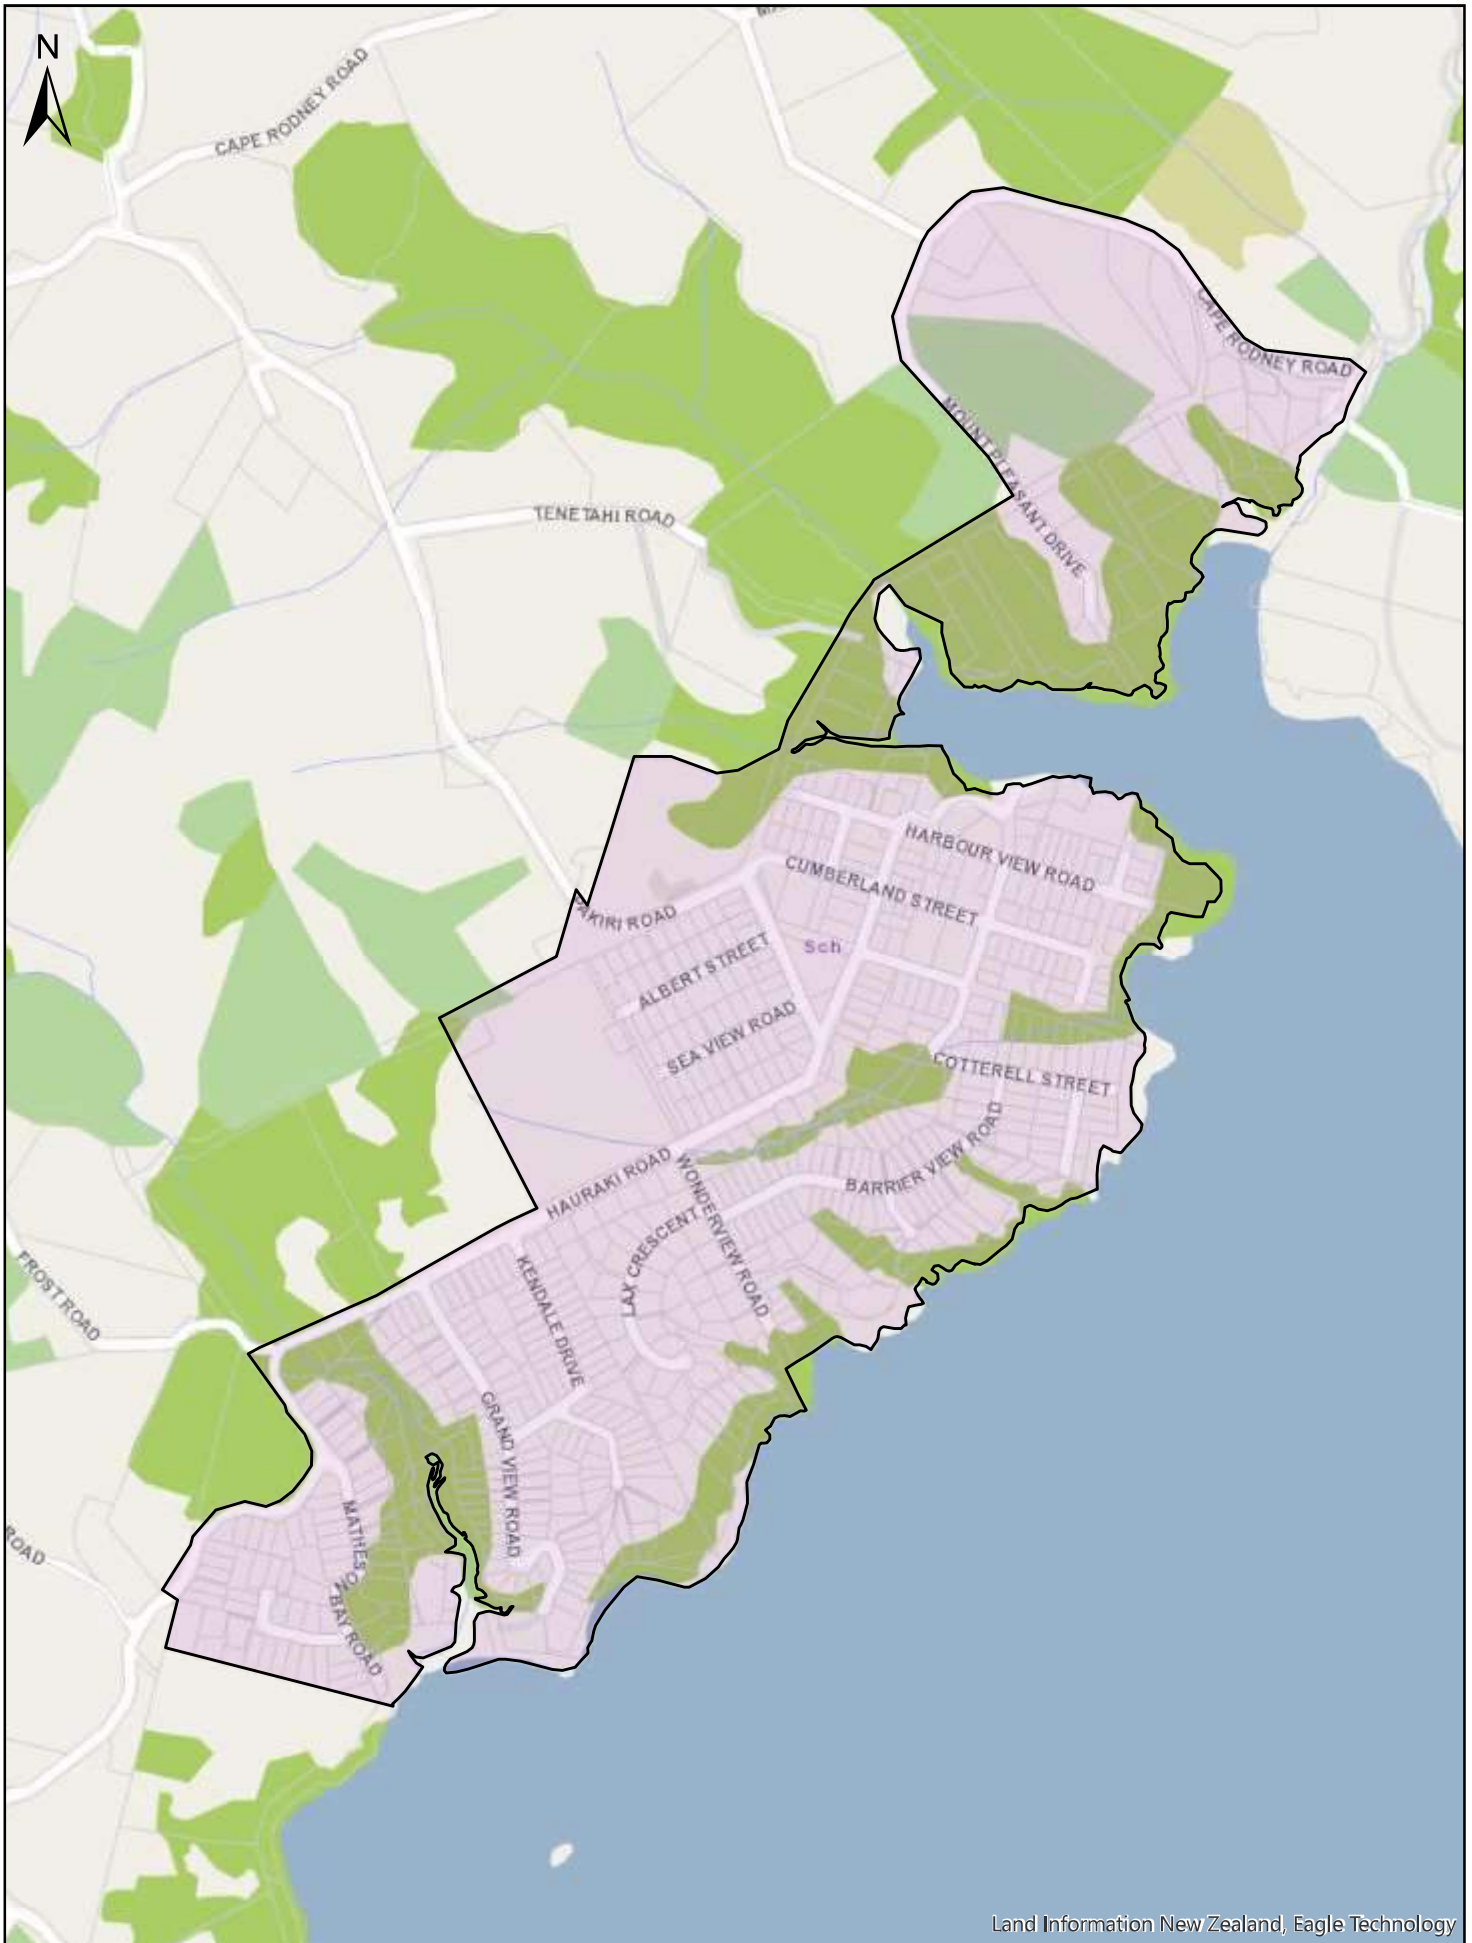 N
CAPE RODNEY ROAD
CAPE RODNEY ROAD
MOUNT PLEASANT DRIVE
TENETAHI ROAD
HARBOUR VIEW ROAD
CUMBERLAND STREET
PAKIRI ROAD
Sch
ALBERT STREET
SEA VIEW ROAD
COTTERELL STREET
BARRIER VIEW ROAD
HAURAKI ROAD
WONDERVIEW ROAD
LAX CRESCENT
KENDALE DRIVE
FROST ROAD
GRAND VIEW ROAD
MATHESON
BAY ROAD
ROAD
Land Information New Zealand, Eagle Technology